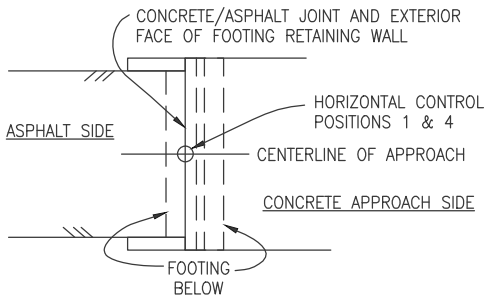 CONCRETE/ASPHALT JOINT AND EXTERIOR
FACE OF FOOTING RETAINING WALL
HORIZONTAL CONTROL
POSITIONS 1 & 4
ASPHALT SIDE
CENTERLINE OF APPROACH
CONCRETE APPROACH SIDE
FOOTING
BELOW